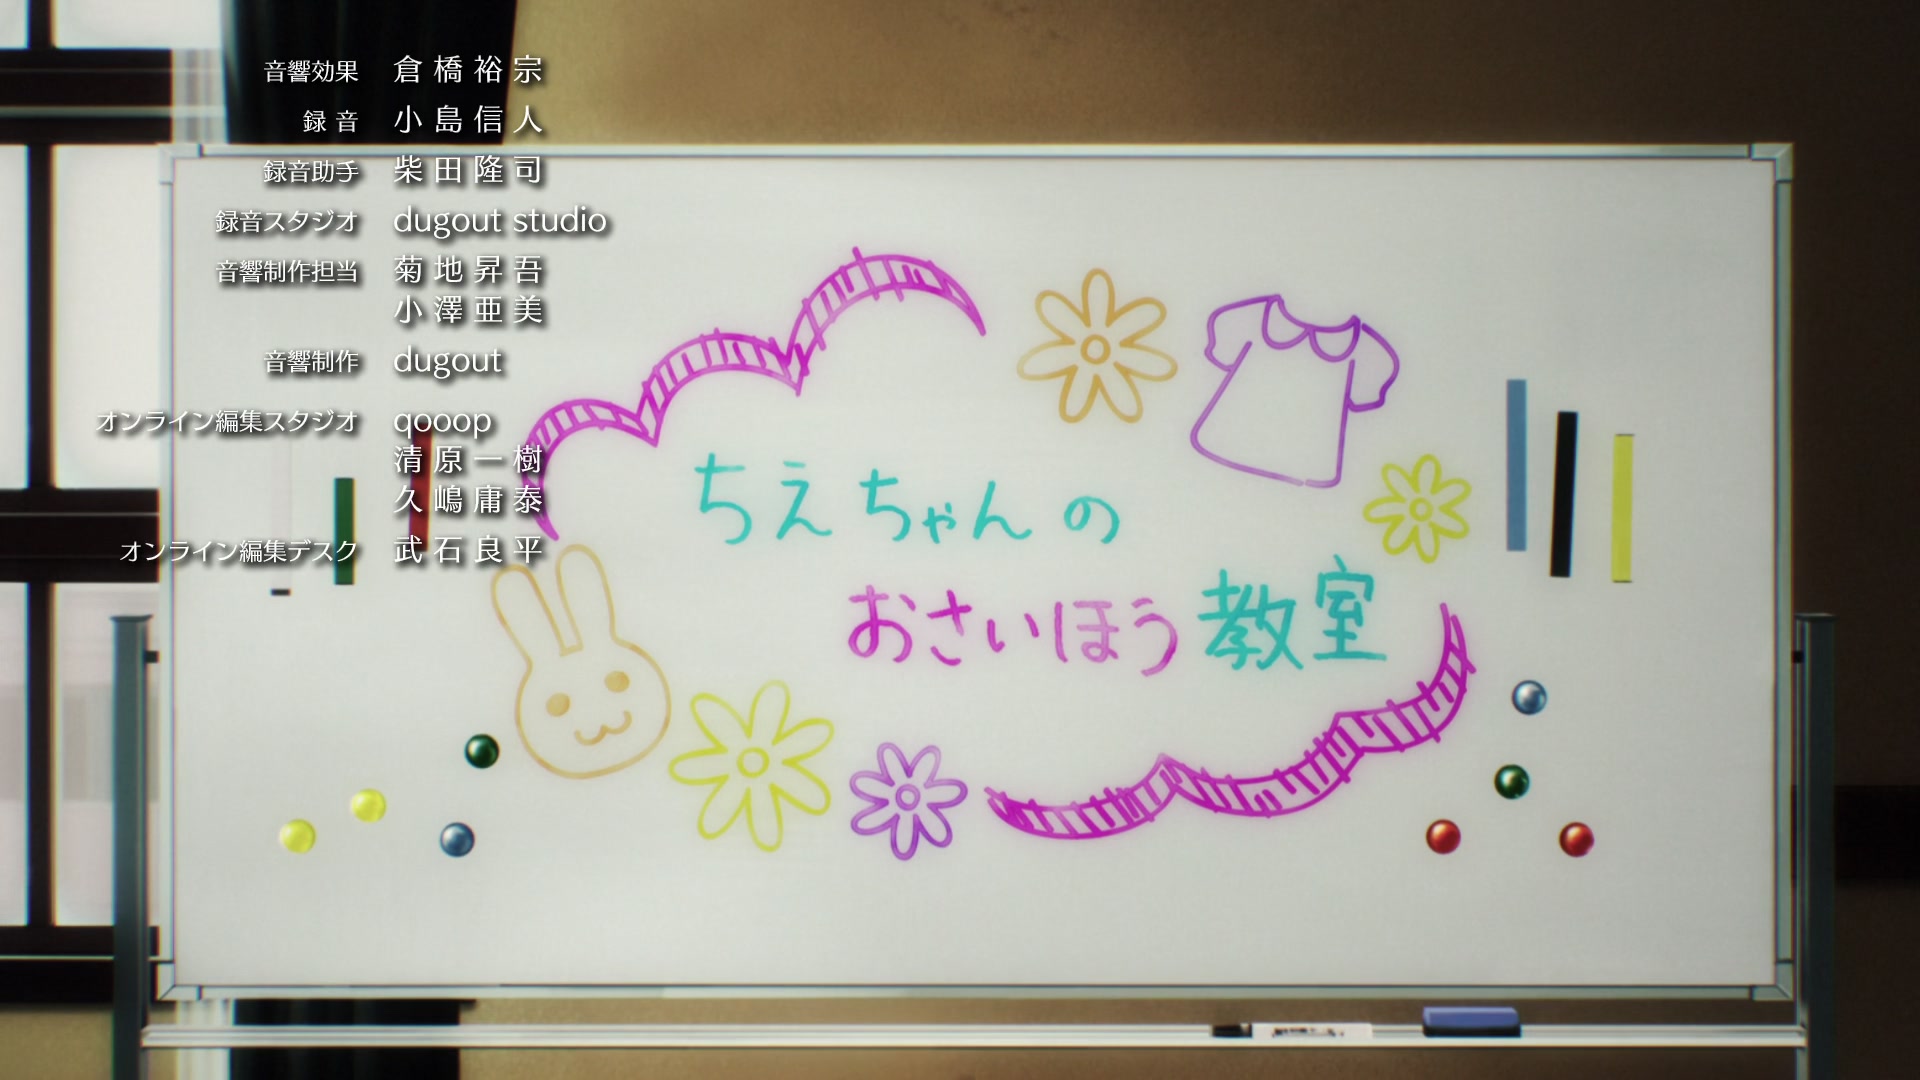 音響効果 倉橋裕宗
録音 小島信人
録音助手 柴田隆司
録音スタジオ dugout studio
音響制作担当 菊地昇吾
小澤亜美
音響制作 dugout
オンライン編集スタジオ qooop
清原一樹
久嶋庸泰
オンライン編集デスク 武石良平
ちえちゃんの
おさいほう教室